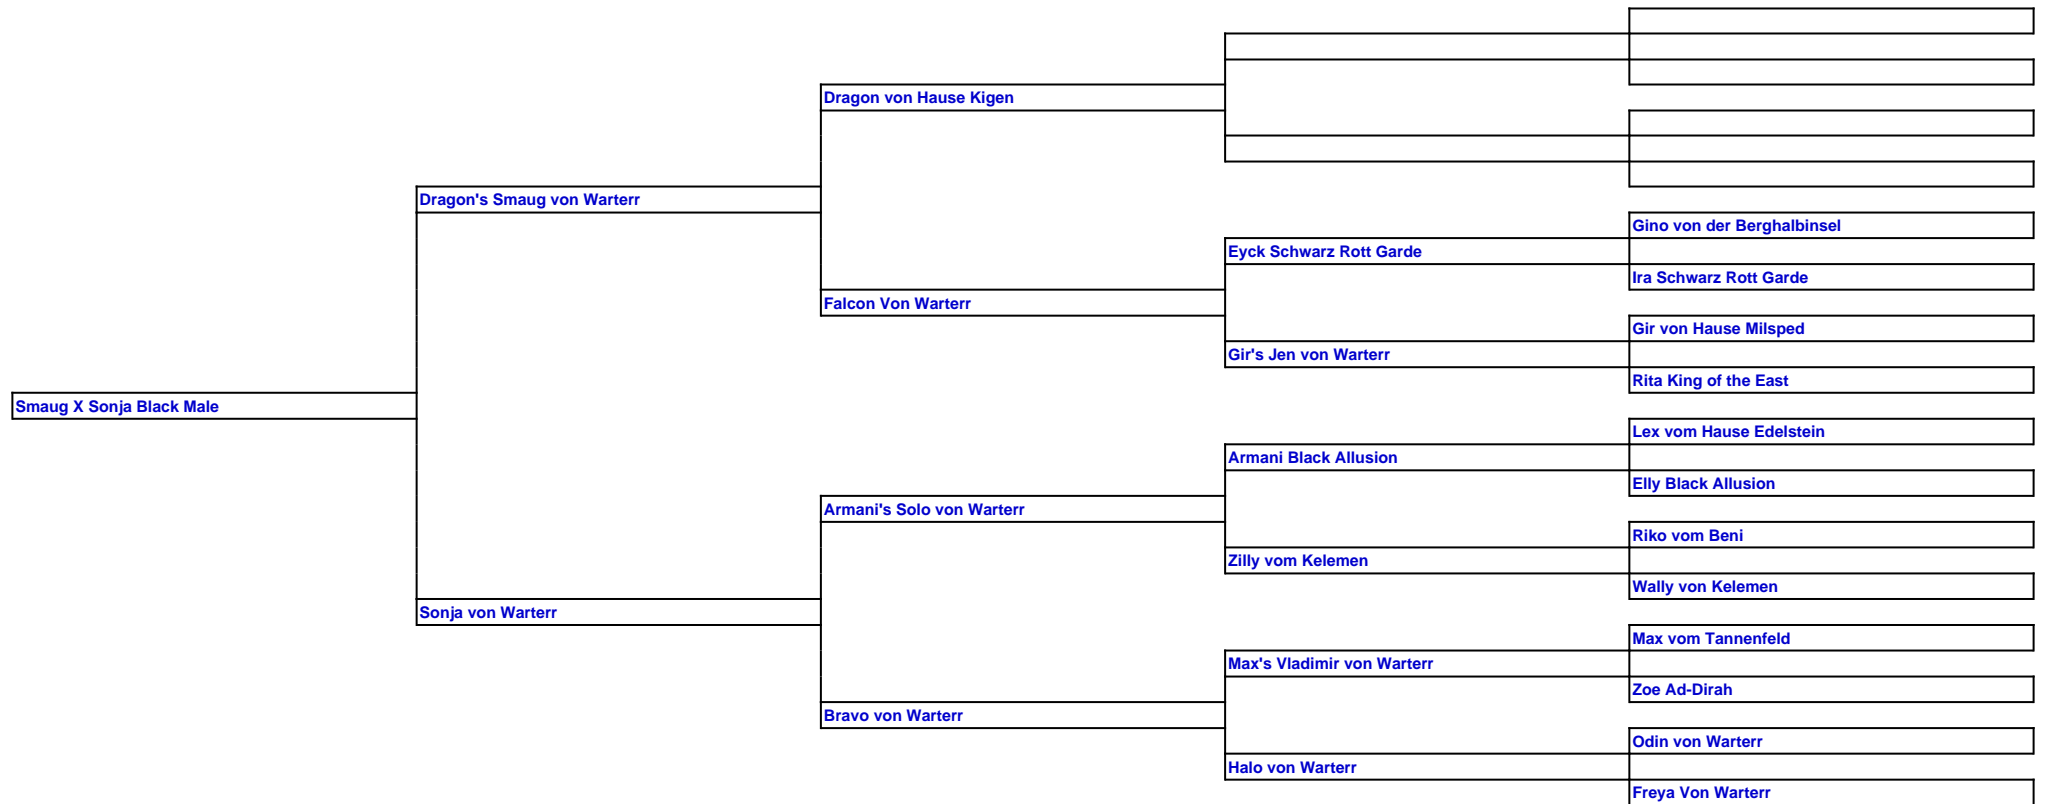 Dragon von Hause Kigen
Dragon's Smaug von Warterr
Gino von der Berghalbinsel
Eyck Schwarz Rott Garde
Ira Schwarz Rott Garde
Falcon Von Warterr
Gir von Hause Milsped
Gir's Jen von Warterr
Rita King of the East
Smaug X Sonja Black Male
Lex vom Hause Edelstein
Armani Black Allusion
Elly Black Allusion
Armani's Solo von Warterr
Riko vom Beni
Zilly vom Kelemen
Wally von Kelemen
Sonja von Warterr
Max vom Tannenfeld
Max's Vladimir von Warterr
Zoe Ad-Dirah
Bravo von Warterr
Odin von Warterr
Halo von Warterr
Freya Von Warterr